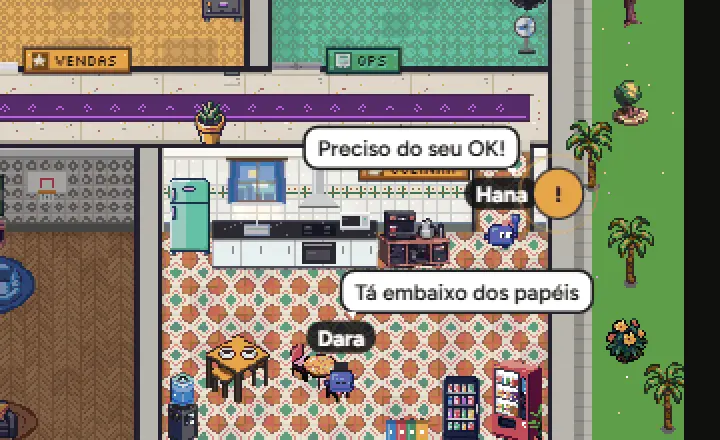 VENDAS
OPS
Preciso do seu OK!
Hana
!
Tá embaixo dos papéis
Dara